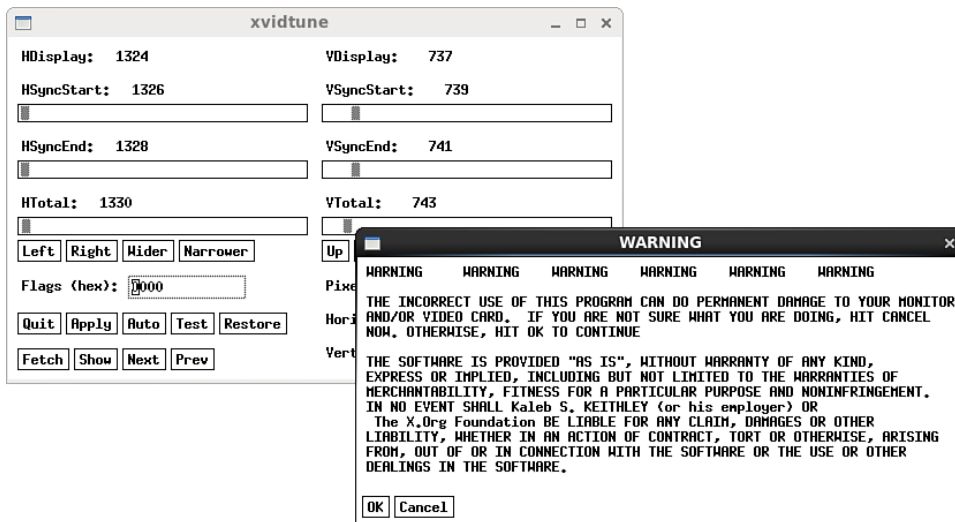 xvidtune
HDisplay: 1324
VDisplay: 737
HSyncStart: 1326
VSyncStart: 739
HSyncEnd: 1328
VSyncEnd: 741
HTotal: 1330
VTotal: 743
Left Right Wider Narrower
Up
Flags (hex): 0000
Pixe
Quit Apply Auto Test Restore
Hori
Fetch Show Next Prev
Vert
WARNING
WARNING WARNING WARNING WARNING WARNING WARNING
THE INCORRECT USE OF THIS PROGRAM CAN DO PERMANENT DAMAGE TO YOUR MONITOR
AND/OR VIDEO CARD. IF YOU ARE NOT SURE WHAT YOU ARE DOING, HIT CANCEL
NOW. OTHERWISE, HIT OK TO CONTINUE
THE SOFTWARE IS PROVIDED "AS IS", WITHOUT WARRANTY OF ANY KIND,
EXPRESS OR IMPLIED, INCLUDING BUT NOT LIMITED TO THE WARRANTIES OF
MERCHANTABILITY, FITNESS FOR A PARTICULAR PURPOSE AND NONINFRINGEMENT.
IN NO EVENT SHALL Kaleb S. KEITHLEY (or his employer) OR
The X.Org Foundation BE LIABLE FOR ANY CLAIM, DAMAGES OR OTHER
LIABILITY, WHETHER IN AN ACTION OF CONTRACT, TORT OR OTHERWISE, ARISING
FROM, OUT OF OR IN CONNECTION WITH THE SOFTWARE OR THE USE OR OTHER
DEALINGS IN THE SOFTWARE.
OK Cancel